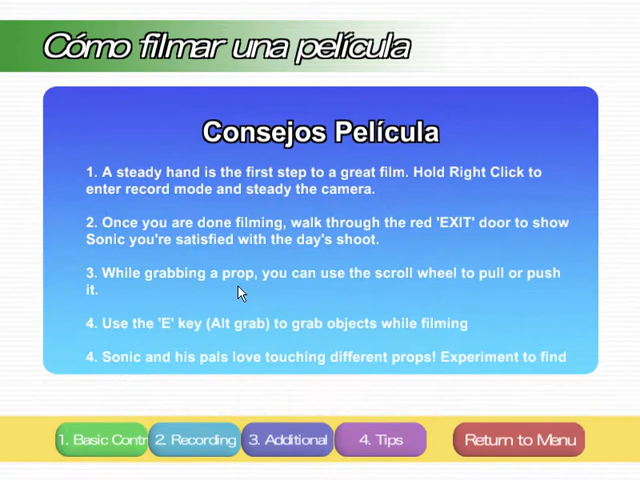 Cómo filmar una película
Consejos Película
1. A steady hand is the first step to a great film. Hold Right Click to
enter record mode and steady the camera.
2. Once you are done filming, walk through the red 'EXIT' door to show
Sonic you're satisfied with the day's shoot.
3. While grabbing a prop, you can use the scroll wheel to pull or push
it.
4. Use the 'E' key (Alt grab) to grab objects while filming
4. Sonic and his pals love touching different props! Experiment to find
1. Basic Contr
2. Recording
3. Additional
4. Tips
Return to Menu